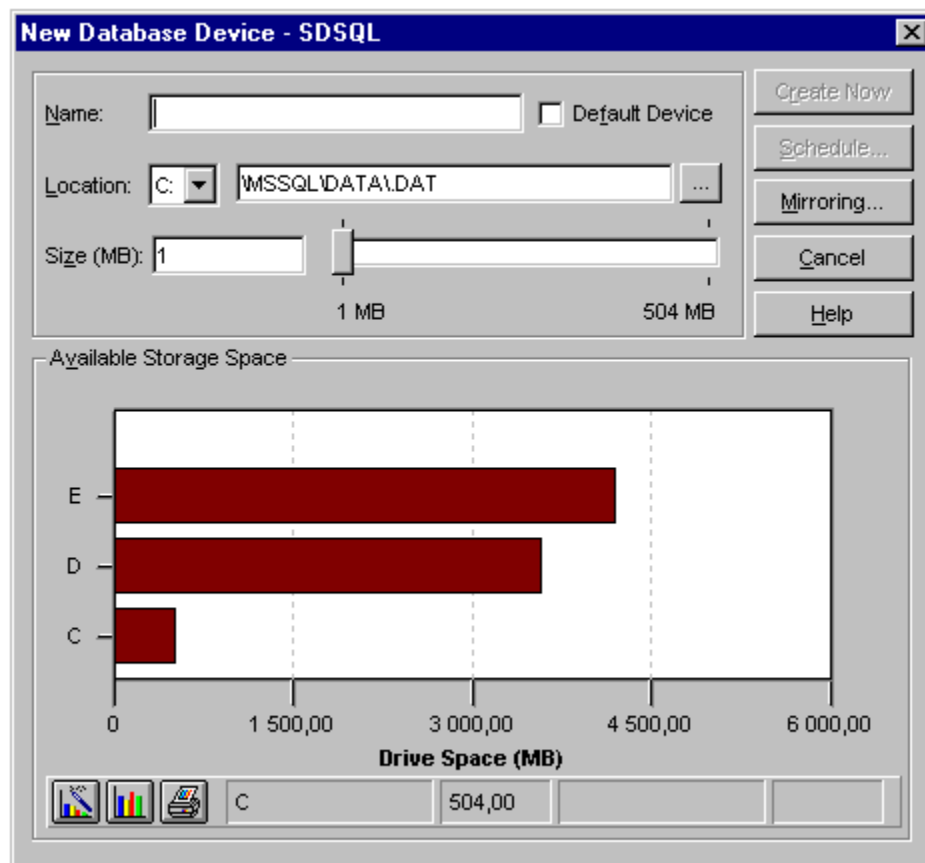 New Database Device - SDSQL
Name:
Default Device
Create Now
Location: C: \MSSQL\DATA\.DAT ...
Schedule...
Mirroring...
Size (MB): 1
Cancel
1 MB 504 MB
Help
Available Storage Space
E
D
C
0 1 500,00 3 000,00 4 500,00 6 000,00
Drive Space (MB)
C 504,00